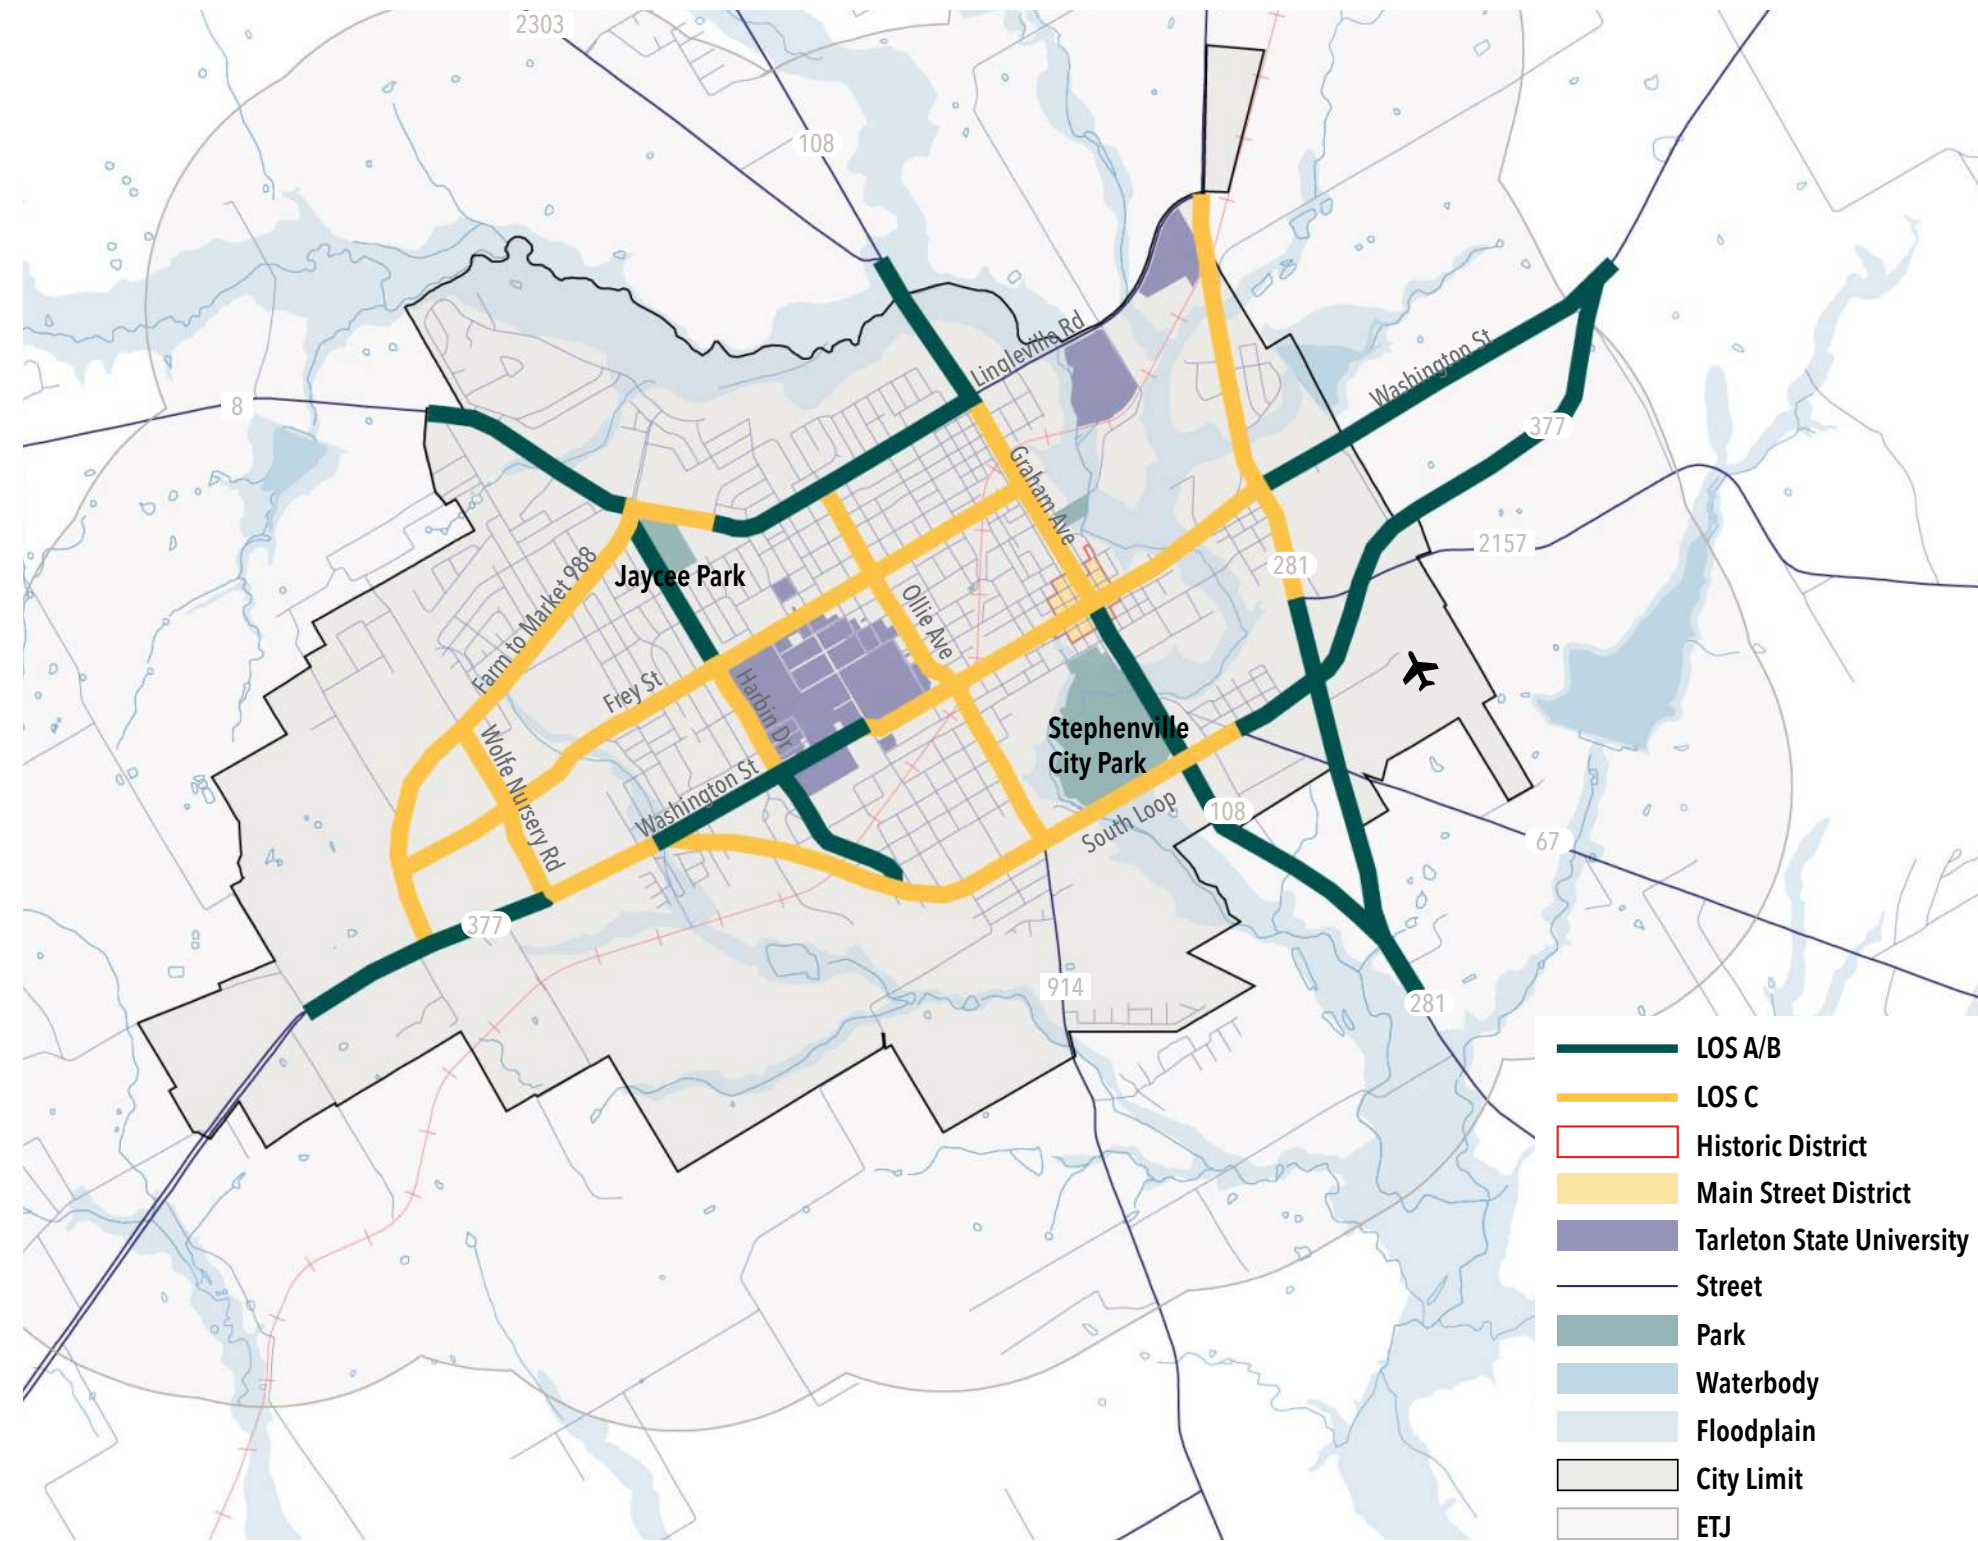 2303
108
Lingleville Rd
Washington St
8
377
Graham Ave
2157
281
Farm to Market 988
Jaycee Park
Ollie Ave
Frey St
Harbin Dr
Wolfe Nursery Rd
Stephenville
City Park
Washington St
South Loop
108
67
377
914
281
LOS A/B
LOS C
Historic District
Main Street District
Tarleton State University
Street
Park
Waterbody
Floodplain
City Limit
ETJ